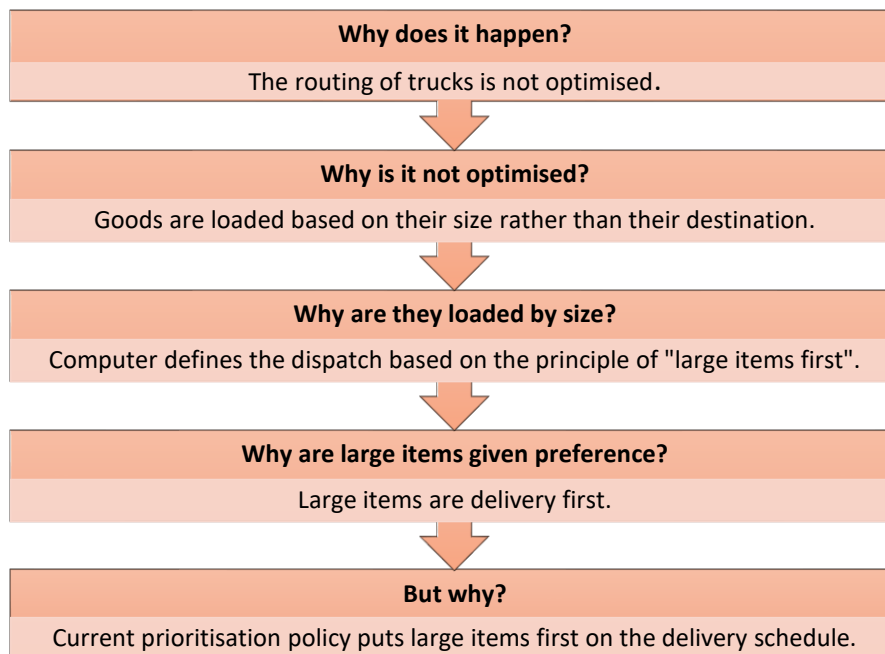 Why does it happen?
The routing of trucks is not optimised.
Why is it not optimised?
Goods are loaded based on their size rather than their destination.
Why are they loaded by size?
Computer defines the dispatch based on the principle of "large items first".
Why are large items given preference?
Large items are delivery first.
But why?
Current prioritisation policy puts large items first on the delivery schedule.